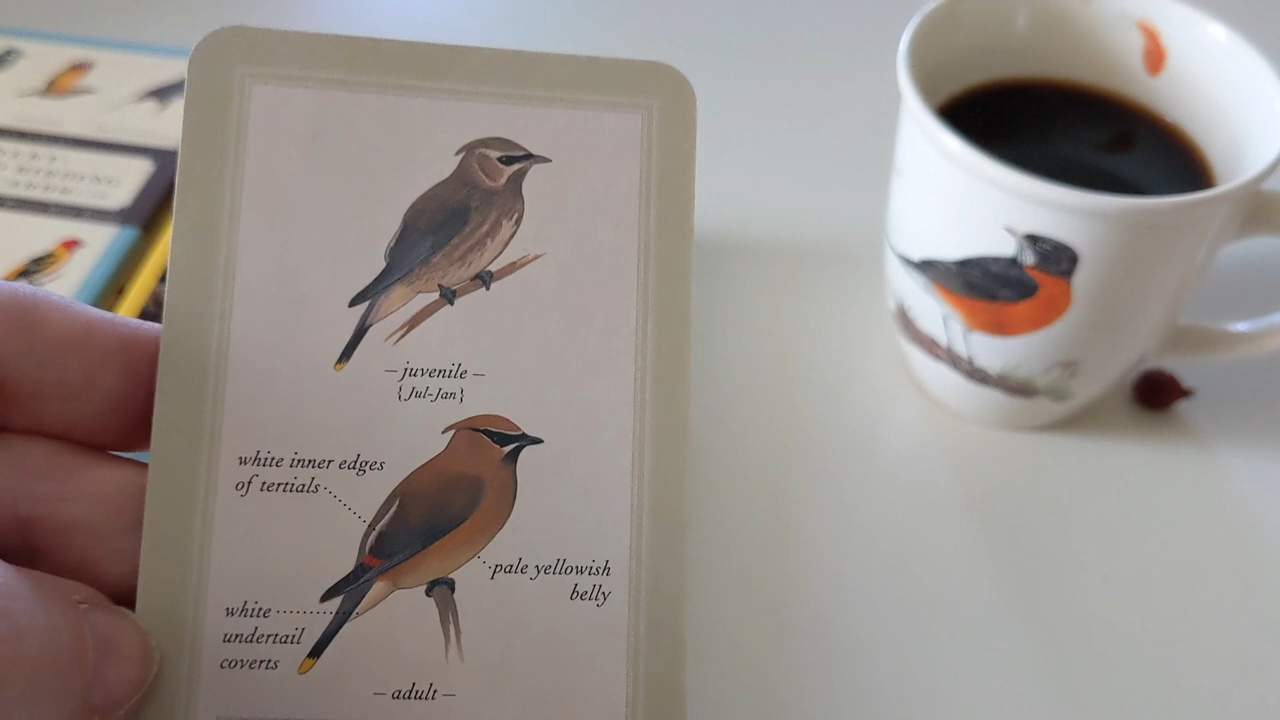 – juvenile –
{Jul-Jan}
white inner edges
of tertials
pale yellowish
belly
white
undertail
coverts
– adult –